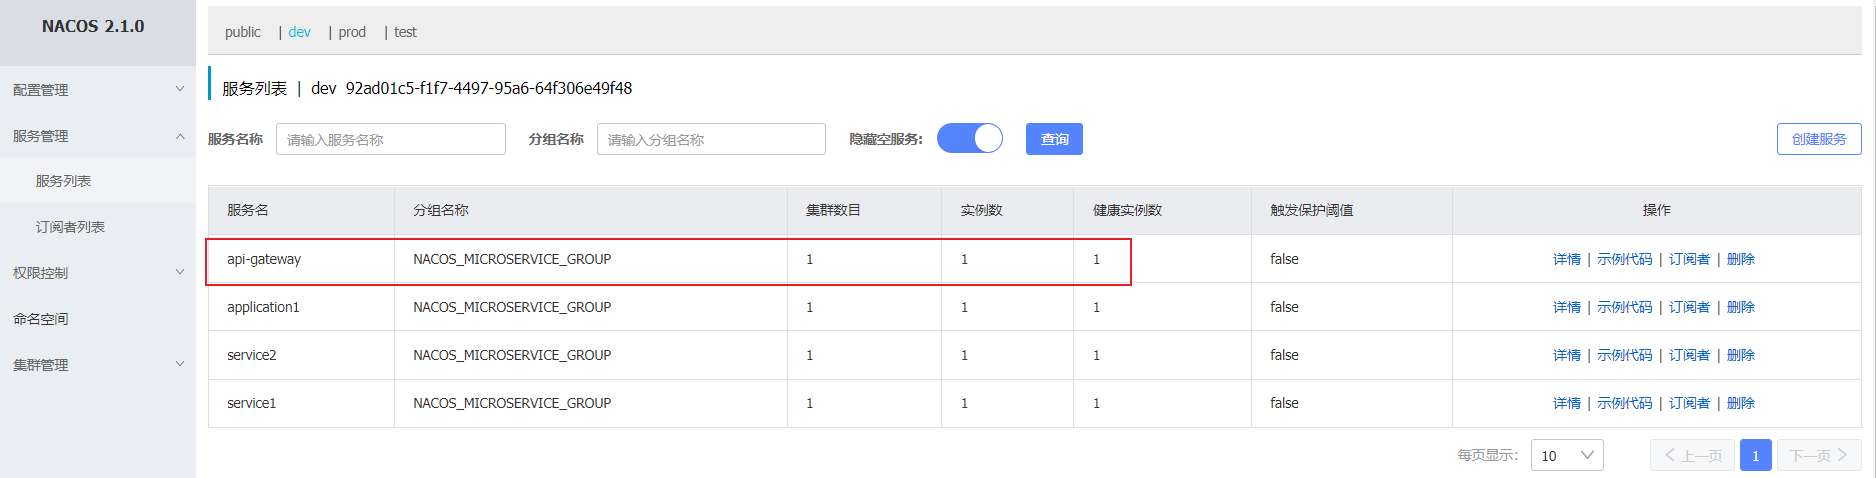 NACOS 2.1.0
配置管理
服务管理
服务列表
订阅者列表
权限控制
命名空间
集群管理
public | dev | prod | test
服务列表 | dev 92ad01c5-f1f7-4497-95a6-64f306e49f48
服务名称 请输入服务名称 分组名称 请输入分组名称 隐藏空服务: 查询 创建服务
服务名 分组名称 集群数目 实例数 健康实例数 触发保护阈值 操作
api-gateway NACOS_MICROSERVICE_GROUP 1 1 1 false 详情 | 示例代码 | 订阅者 | 删除
application1 NACOS_MICROSERVICE_GROUP 1 1 1 false 详情 | 示例代码 | 订阅者 | 删除
service2 NACOS_MICROSERVICE_GROUP 1 1 1 false 详情 | 示例代码 | 订阅者 | 删除
service1 NACOS_MICROSERVICE_GROUP 1 1 1 false 详情 | 示例代码 | 订阅者 | 删除
每页显示: 10 上一页 1 下一页